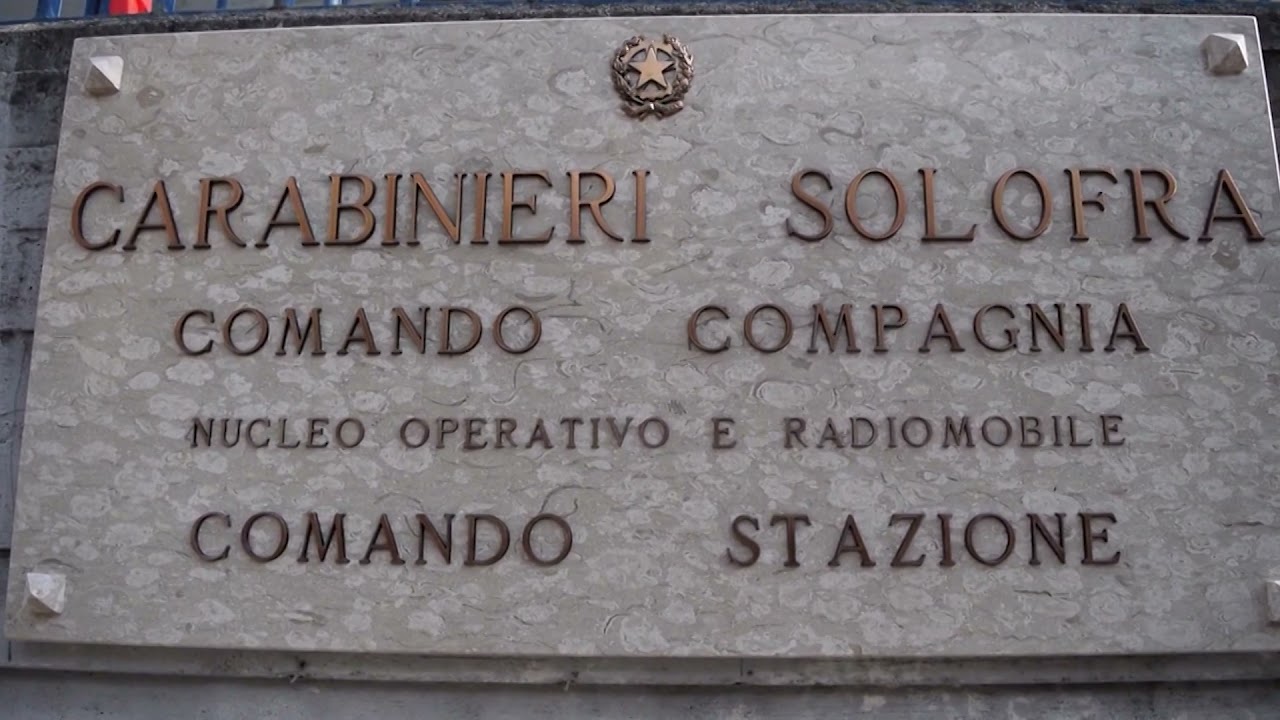 CARABINIERI SOLOFRA
COMANDO COMPAGNIA
NUCLEO OPERATIVO E RADIOMOBILE
COMANDO STAZIONE